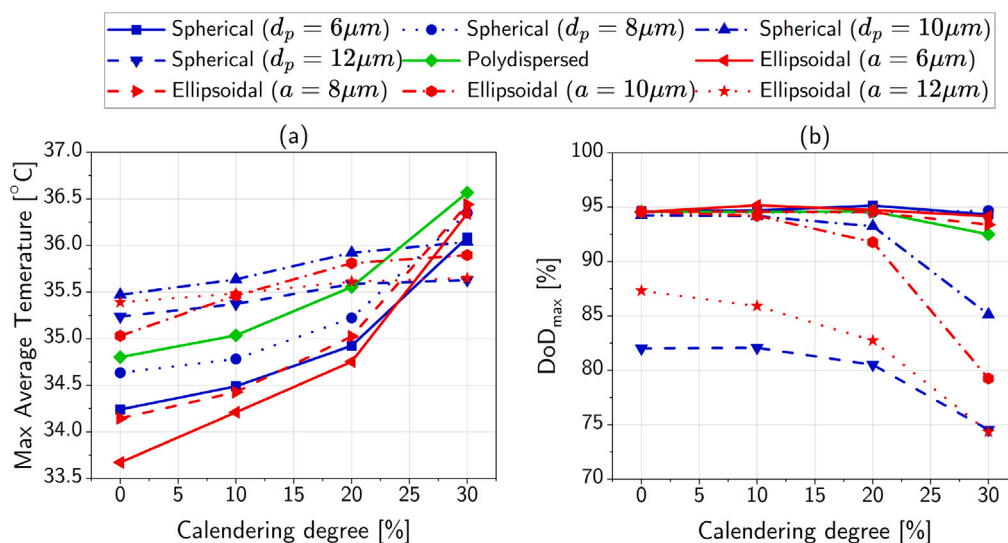 Spherical (d_p = 6μm) Spherical (d_p = 8μm) Spherical (d_p = 10μm)
Spherical (d_p = 12μm) Polydispersed Ellipsoidal (a = 6μm)
Ellipsoidal (a = 8μm) Ellipsoidal (a = 10μm) Ellipsoidal (a = 12μm)
(a)
Max Average Temerature [°C]
37.0
36.5
36.0
35.5
35.0
34.5
34.0
33.5
0 5 10 15 20 25 30
Calendering degree [%]
(b)
DoD_max [%]
100
95
90
85
80
75
70
0 5 10 15 20 25 30
Calendering degree [%]